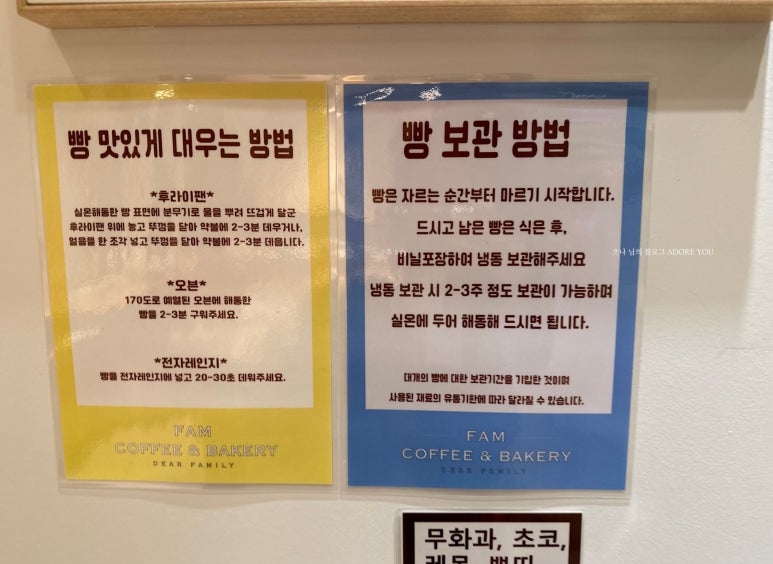 빵 맛있게 대우는 방법
*후라이팬*
실온해동한 빵 표면에 분무기로 물을 뿌려 뜨겁게 달군
후라이팬 위에 놓고 뚜껑을 닫아 약불에 2-3분 데우거나,
얼음을 한 조각 넣고 뚜껑을 닫아 약불에 2-3분 데웁니다.
*오븐*
170도로 예열된 오븐에 해동한
빵을 2-3분 구워주세요.
*전자레인지*
빵을 전자레인지에 넣고 20-30초 데워주세요.
FAM
COFFEE & BAKERY
DEAR FAMILY
빵 보관 방법
빵은 자르는 순간부터 마르기 시작합니다.
드시고 남은 빵은 식은 후,
비닐포장하여 냉동 보관해주세요
냉동 보관 시 2-3주 정도 보관이 가능하며
실온에 두어 해동해 드시면 됩니다.
대개의 빵에 대한 보관기간을 기입한 것이며
사용된 재료의 유통기한에 따라 달라질 수 있습니다.
FAM
COFFEE & BAKERY
DEAR FAMILY
님의 블로그 ADORE YOU
무화과, 초코,